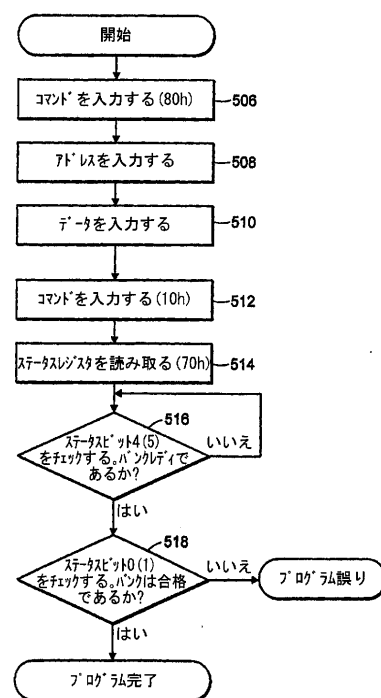 開始
コマンドを入力する(80h)
506
アドレスを入力する
508
データを入力する
510
コマンドを入力する(10h)
512
ステータスレジスタを読み取る(70h)
514
516
ステータスビット4(5)
をチェックする。バンクレディで
あるか?
いいえ
はい
518
ステータスビット0(1)
をチェックする。バンクは合格
であるか?
いいえ
プログラム誤り
はい
プログラム完了